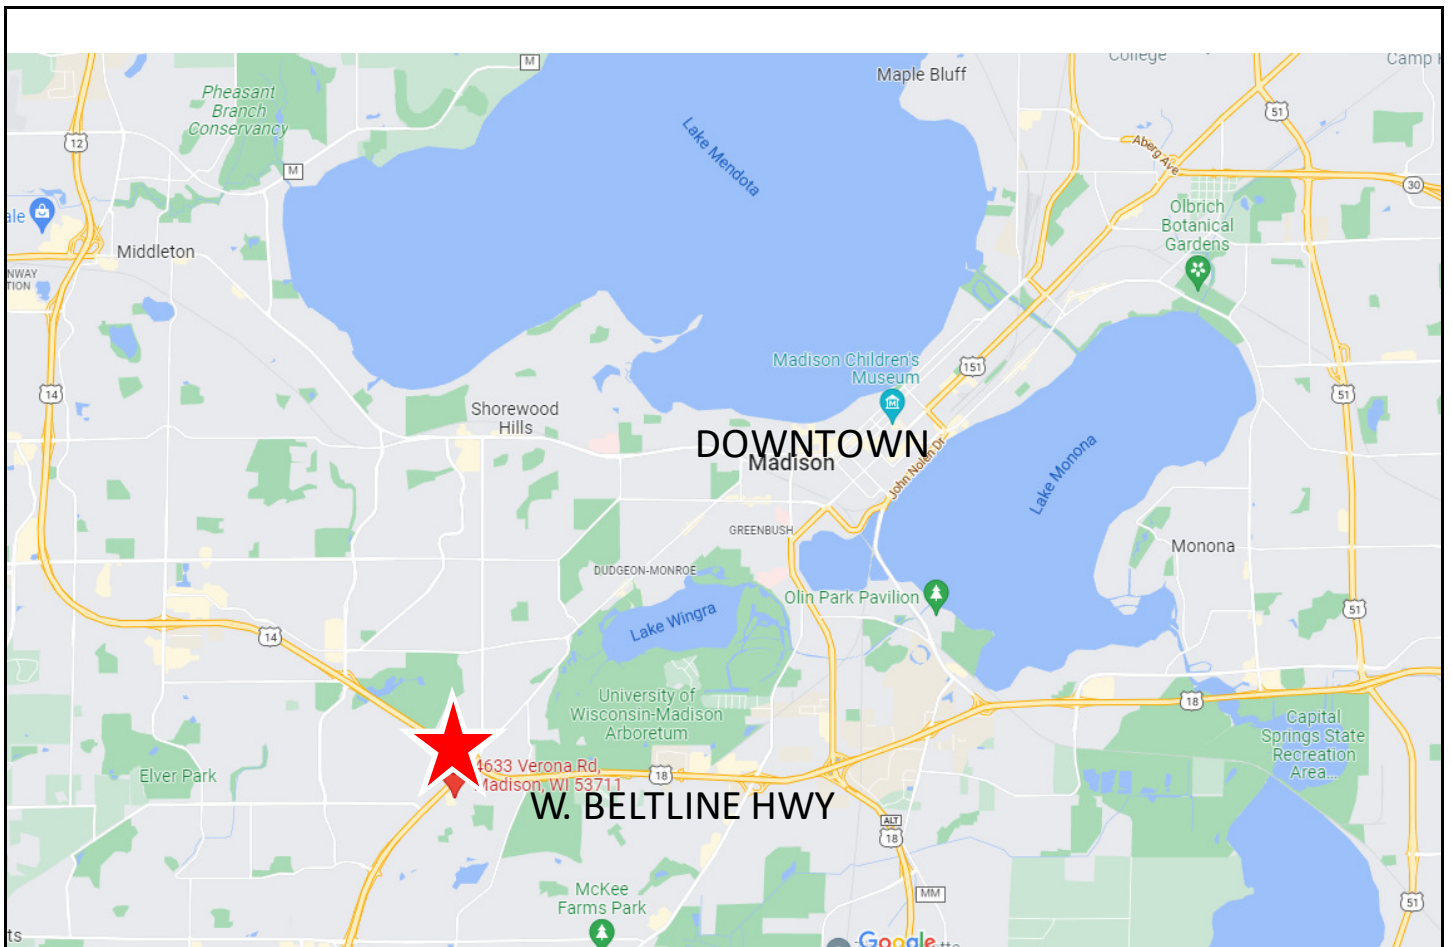 M
College
Camp
Maple Bluff
Pheasant
Branch
Conservancy
51
12
Lake Mendota
Aberg Ave
M
30
Olbrich
Botanical
Gardens
ale
Middleton
NWAY
TION
Madison Children's
Museum
151
14
51
Shorewood
Hills
DOWNTOWN
Madison
John Nolen Dr
Lake Monona
GREENBUSH
Monona
DUDGEON-MONROE
Olin Park Pavilion
51
Lake Wingra
14
University of
Wisconsin-Madison
Arboretum
18
Capital
Springs State
Recreation
Area...
4633 Verona Rd,
Madison, WI 53711
Elver Park
18
W. BELTLINE HWY
ALT
18
McKee
Farms Park
MM
51
ts
Google